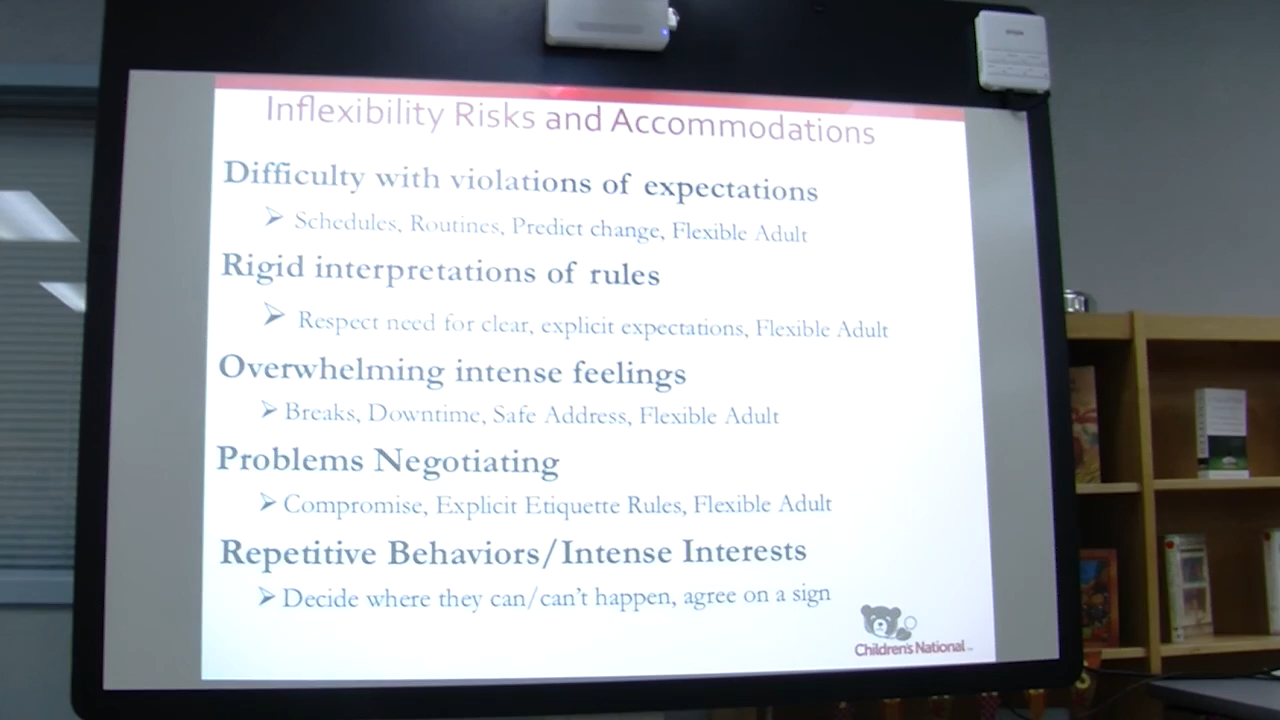 EPSON
Inflexibility Risks and Accommodations
Difficulty with violations of expectations
➢ Schedules, Routines, Predict change, Flexible Adult
Rigid interpretations of rules
➢ Respect need for clear, explicit expectations, Flexible Adult
Overwhelming intense feelings
➢ Breaks, Downtime, Safe Address, Flexible Adult
Problems Negotiating
➢ Compromise, Explicit Etiquette Rules, Flexible Adult
Repetitive Behaviors/Intense Interests
➢ Decide where they can/can't happen, agree on a sign
Children's National